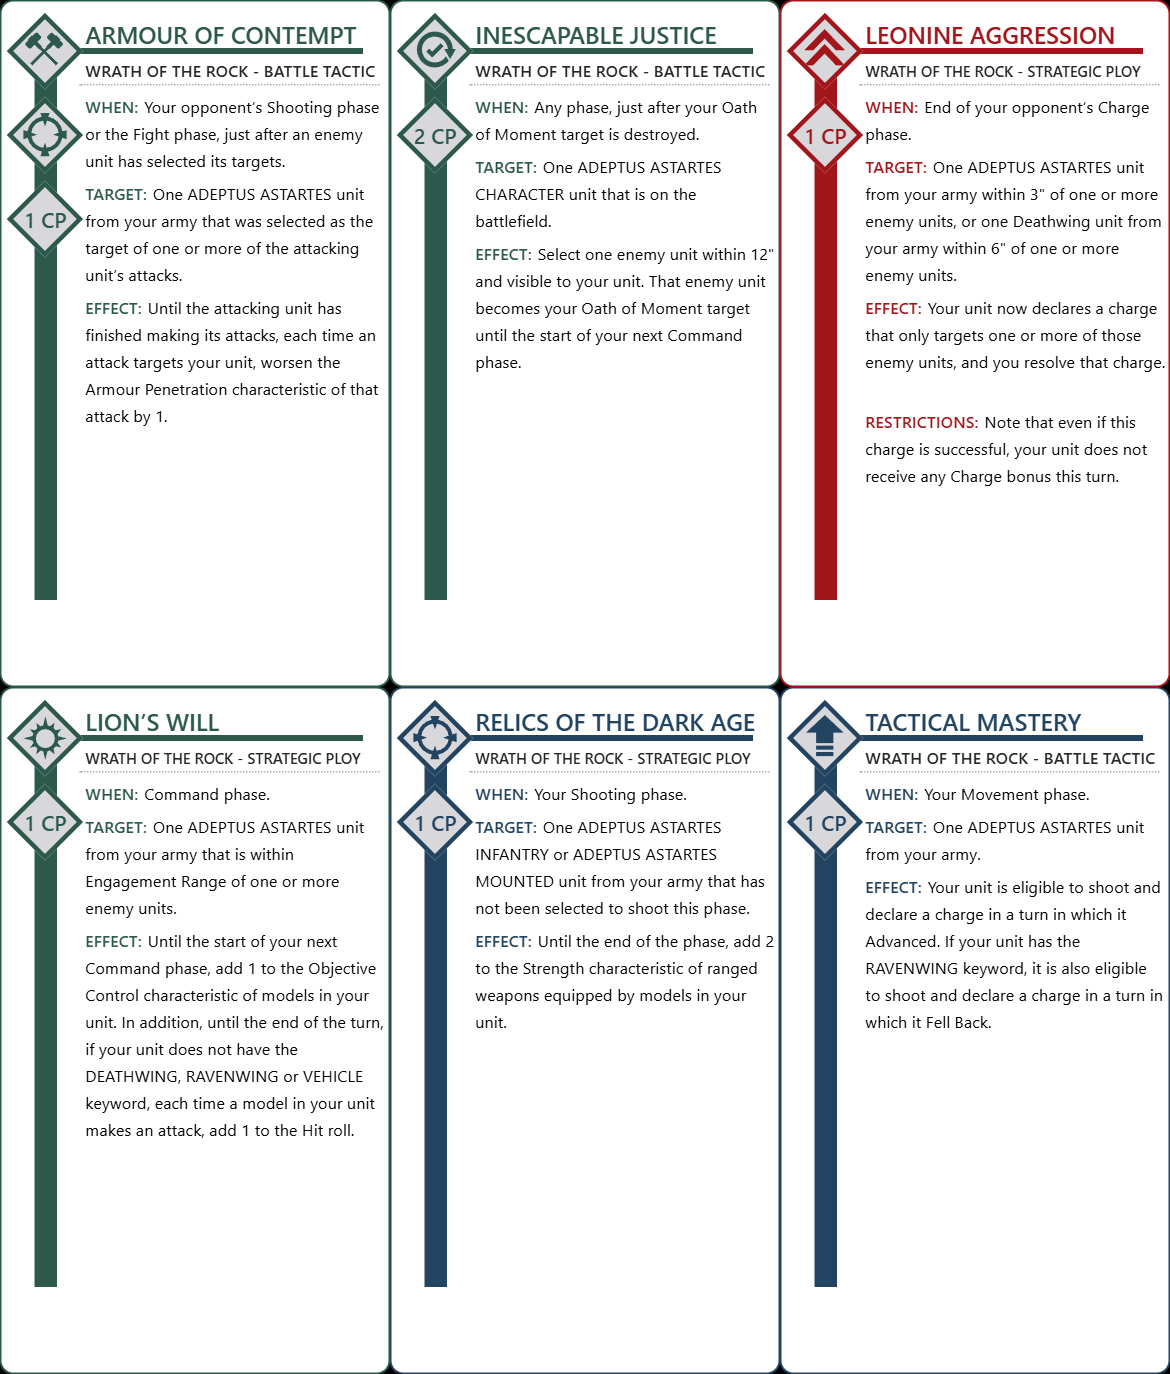 ARMOUR OF CONTEMPT
WRATH OF THE ROCK - BATTLE TACTIC
WHEN: Your opponent’s Shooting phase
or the Fight phase, just after an enemy
unit has selected its targets.
1 CP
TARGET: One ADEPTUS ASTARTES unit
from your army that was selected as the
target of one or more of the attacking
unit’s attacks.
EFFECT: Until the attacking unit has
finished making its attacks, each time an
attack targets your unit, worsen the
Armour Penetration characteristic of that
attack by 1.
INESCAPABLE JUSTICE
WRATH OF THE ROCK - BATTLE TACTIC
2 CP
WHEN: Any phase, just after your Oath
of Moment target is destroyed.
TARGET: One ADEPTUS ASTARTES
CHARACTER unit that is on the
battlefield.
EFFECT: Select one enemy unit within 12"
and visible to your unit. That enemy unit
becomes your Oath of Moment target
until the start of your next Command
phase.
LEONINE AGGRESSION
WRATH OF THE ROCK - STRATEGIC PLOY
1 CP
WHEN: End of your opponent’s Charge
phase.
TARGET: One ADEPTUS ASTARTES unit
from your army within 3" of one or more
enemy units, or one Deathwing unit from
your army within 6" of one or more
enemy units.
EFFECT: Your unit now declares a charge
that only targets one or more of those
enemy units, and you resolve that charge.
RESTRICTIONS: Note that even if this
charge is successful, your unit does not
receive any Charge bonus this turn.
LION’S WILL
WRATH OF THE ROCK - STRATEGIC PLOY
1 CP
WHEN: Command phase.
TARGET: One ADEPTUS ASTARTES unit
from your army that is within
Engagement Range of one or more
enemy units.
EFFECT: Until the start of your next
Command phase, add 1 to the Objective
Control characteristic of models in your
unit. In addition, until the end of the turn,
if your unit does not have the
DEATHWING, RAVENWING or VEHICLE
keyword, each time a model in your unit
makes an attack, add 1 to the Hit roll.
RELICS OF THE DARK AGE
WRATH OF THE ROCK - STRATEGIC PLOY
1 CP
WHEN: Your Shooting phase.
TARGET: One ADEPTUS ASTARTES
INFANTRY or ADEPTUS ASTARTES
MOUNTED unit from your army that has
not been selected to shoot this phase.
EFFECT: Until the end of the phase, add 2
to the Strength characteristic of ranged
weapons equipped by models in your
unit.
TACTICAL MASTERY
WRATH OF THE ROCK - BATTLE TACTIC
1 CP
WHEN: Your Movement phase.
TARGET: One ADEPTUS ASTARTES unit
from your army.
EFFECT: Your unit is eligible to shoot and
declare a charge in a turn in which it
Advanced. If your unit has the
RAVENWING keyword, it is also eligible
to shoot and declare a charge in a turn in
which it Fell Back.